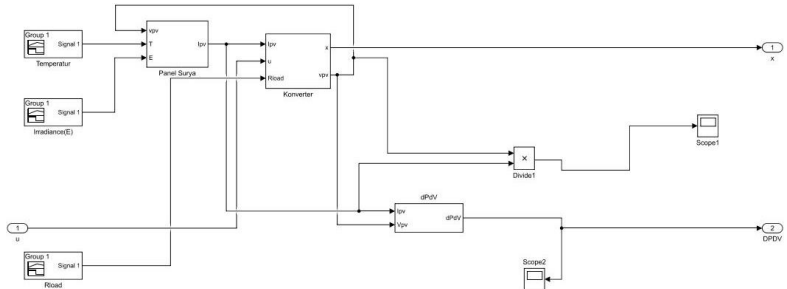 Group 1
Signal 1
Temperatur
vpv
T
E
Ipv
Panel Surya
Ipv
u
Rload
x
vpv
Konverter
1
x
Group 1
Signal 1
Irradiance(E)
×
Divide1
Scope1
dPdV
Ipv
Vpv
dPdV
1
u
2
DPDV
Group 1
Signal 1
Rload
Scope2